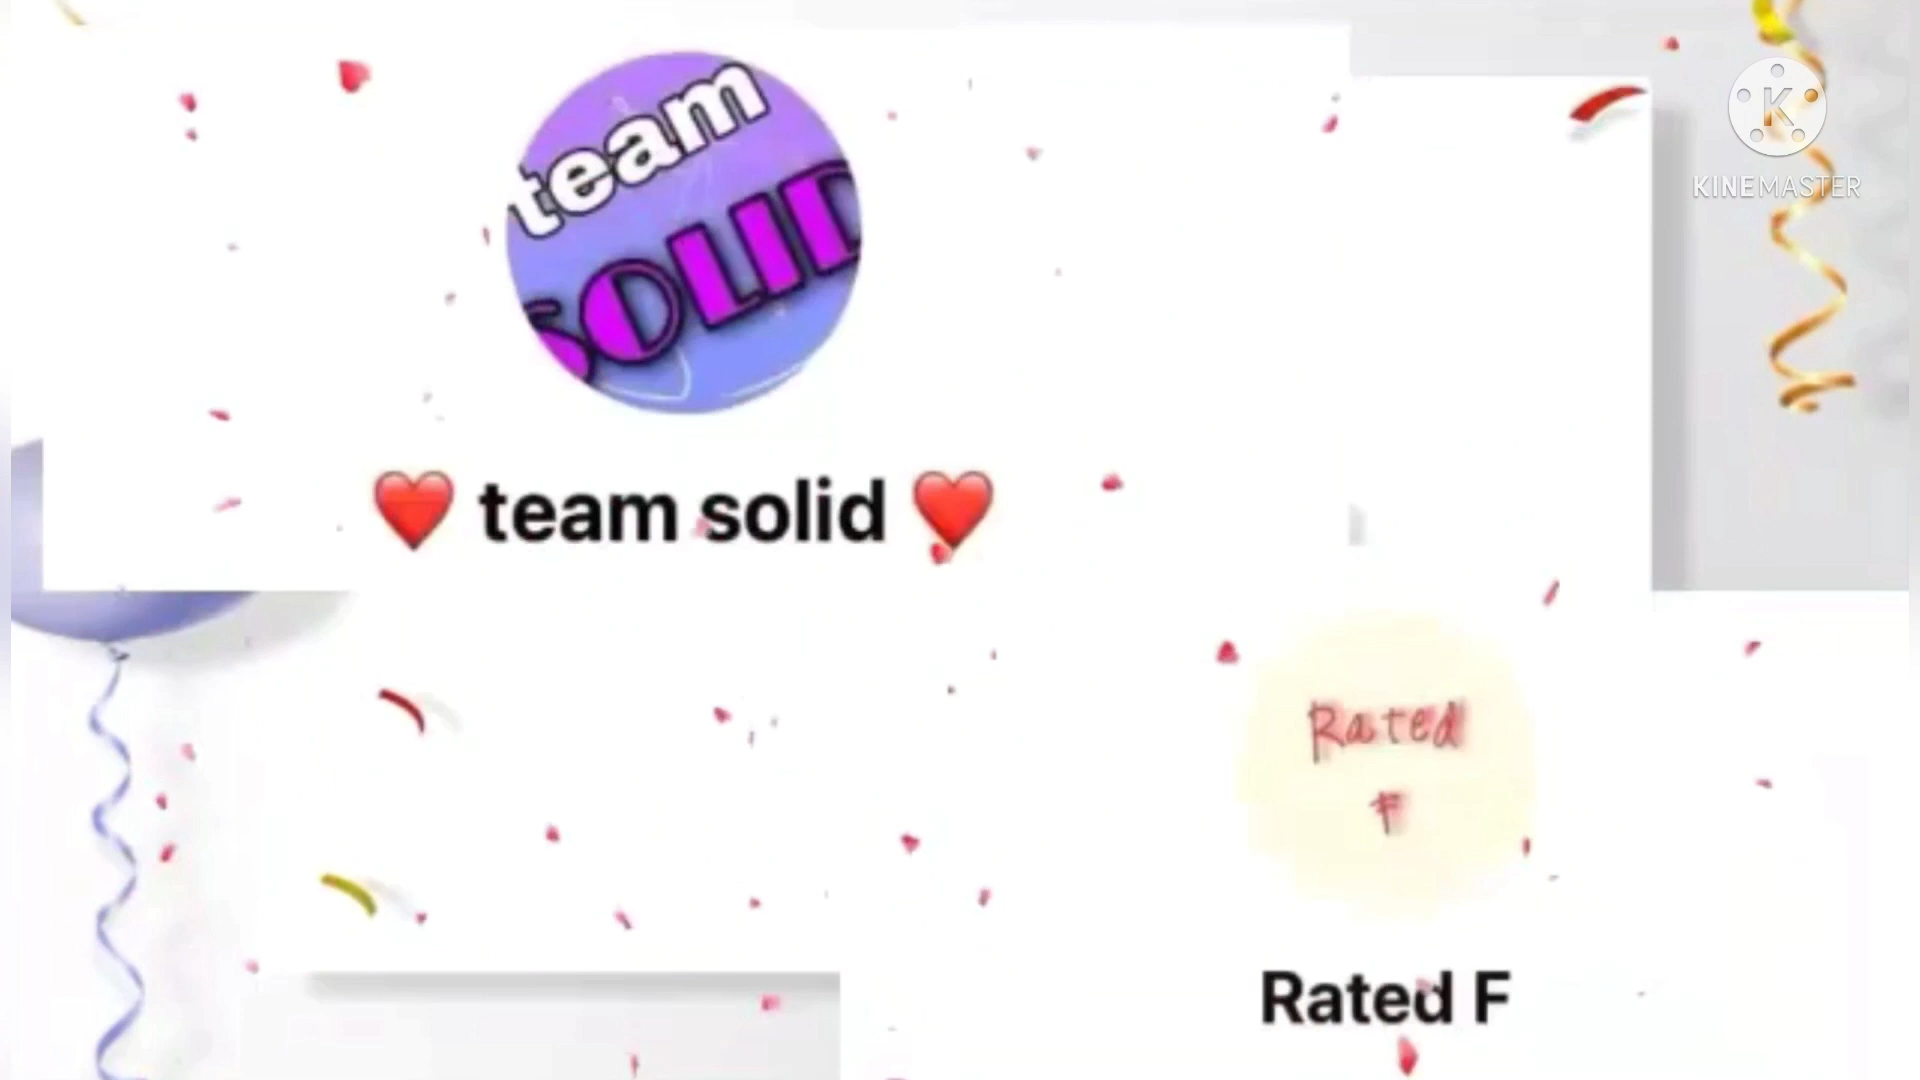 team
SOLID
K
KINEMASTER
❤️ team solid ❤️
Rated
F
Rated F